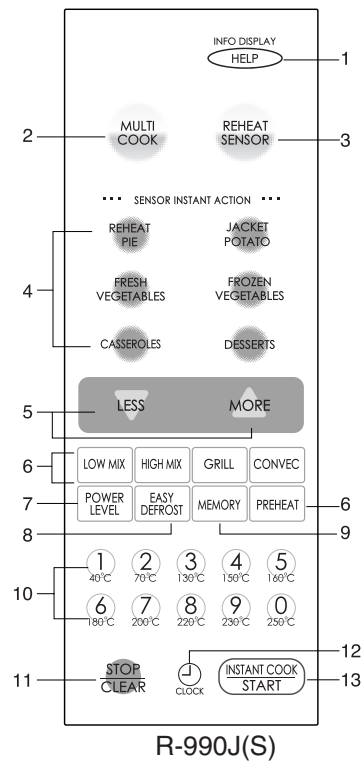 INFO DISPLAY
HELP
1
2
MULTI
COOK
REHEAT
SENSOR
3
SENSOR INSTANT ACTION
4
REHEAT
PIE
JACKET
POTATO
FRESH
VEGETABLES
FROZEN
VEGETABLES
CASSEROLES
DESSERTS
5
LESS
MORE
6
LOW MIX
HIGH MIX
GRILL
CONVEC
7
POWER
LEVEL
EASY
DEFROST
MEMORY
PREHEAT
6
8
9
10
1
40°C
2
70°C
3
130°C
4
150°C
5
160°C
6
180°C
7
200°C
8
220°C
9
230°C
0
250°C
11
STOP
CLEAR
12
CLOCK
INSTANT COOK
START
13
R-990J(S)